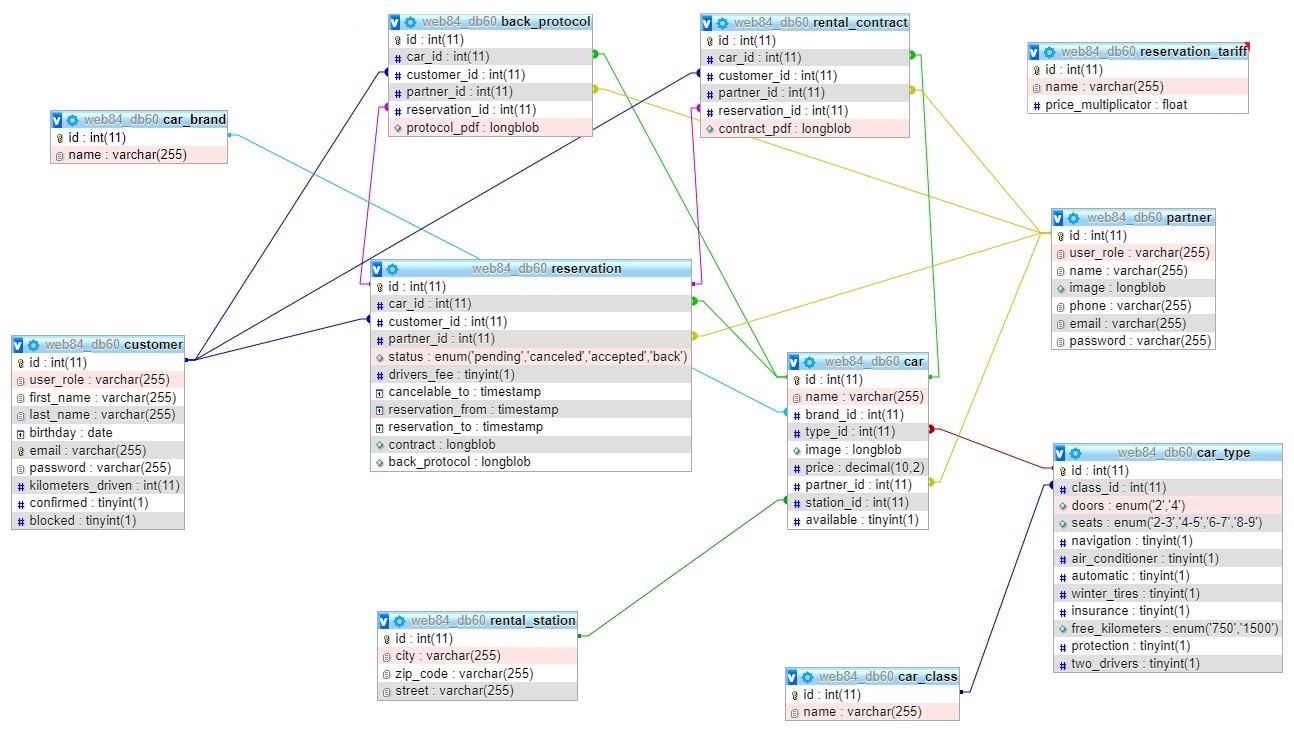 web84_db60 back_protocol
id : int(11)
car_id : int(11)
customer_id : int(11)
partner_id : int(11)
reservation_id : int(11)
protocol_pdf : longblob
web84_db60 rental_contract
id : int(11)
car_id : int(11)
customer_id : int(11)
partner_id : int(11)
reservation_id : int(11)
contract_pdf : longblob
web84_db60 reservation_tariff
id : int(11)
name : varchar(255)
price_multiplicator : float
web84_db60 car_brand
id : int(11)
name : varchar(255)
web84_db60 partner
id : int(11)
user_role : varchar(255)
name : varchar(255)
image : longblob
phone : varchar(255)
email : varchar(255)
password : varchar(255)
web84_db60 reservation
id : int(11)
car_id : int(11)
customer_id : int(11)
partner_id : int(11)
status : enum('pending','canceled','accepted','back')
drivers_fee : tinyint(1)
cancelable_to : timestamp
reservation_from : timestamp
reservation_to : timestamp
contract : longblob
back_protocol : longblob
web84_db60 customer
id : int(11)
user_role : varchar(255)
first_name : varchar(255)
last_name : varchar(255)
birthday : date
email : varchar(255)
password : varchar(255)
kilometers_driven : int(11)
confirmed : tinyint(1)
blocked : tinyint(1)
web84_db60 car
id : int(11)
name : varchar(255)
brand_id : int(11)
type_id : int(11)
image : longblob
price : decimal(10,2)
partner_id : int(11)
station_id : int(11)
available : tinyint(1)
web84_db60 car_type
id : int(11)
class_id : int(11)
doors : enum('2','4')
seats : enum('2-3','4-5','6-7','8-9')
navigation : tinyint(1)
air_conditioner : tinyint(1)
automatic : tinyint(1)
winter_tires : tinyint(1)
insurance : tinyint(1)
free_kilometers : enum('750','1500')
protection : tinyint(1)
two_drivers : tinyint(1)
web84_db60 rental_station
id : int(11)
city : varchar(255)
zip_code : varchar(255)
street : varchar(255)
web84_db60 car_class
id : int(11)
name : varchar(255)